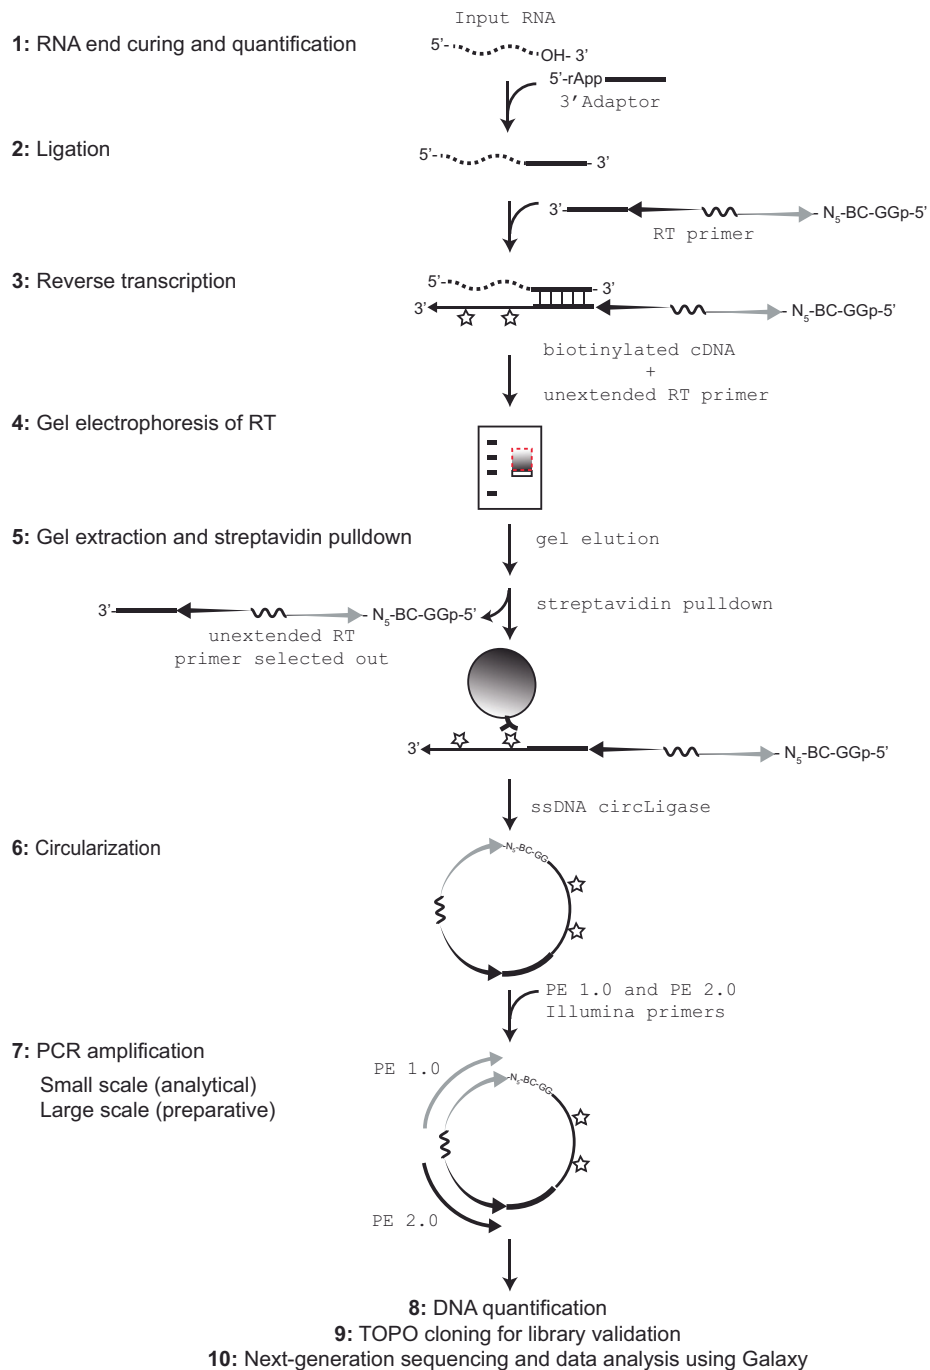 Input RNA
1: RNA end curing and quantification
5'-
OH- 3'
5'-rApp
3'Adaptor
2: Ligation
5'-
- 3'
3'-
- N5-BC-GGp-5'
RT primer
3: Reverse transcription
5'-
- 3'
3'
- N5-BC-GGp-5'
biotinylated cDNA
+
unextended RT primer
4: Gel electrophoresis of RT
5: Gel extraction and streptavidin pulldown
gel elution
streptavidin pulldown
3'-
- N5-BC-GGp-5'
unextended RT
primer selected out
3'
- N5-BC-GGp-5'
ssDNA circLigase
6: Circularization
-N5-BC-GG
PE 1.0 and PE 2.0
Illumina primers
7: PCR amplification
PE 1.0
Small scale (analytical)
-N5-BC-GG
Large scale (preparative)
PE 2.0
8: DNA quantification
9: TOPO cloning for library validation
10: Next-generation sequencing and data analysis using Galaxy